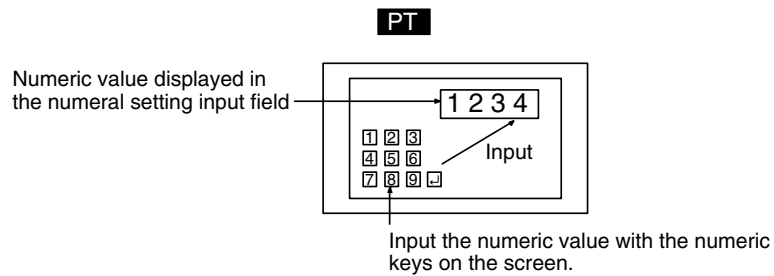 PT
Numeric value displayed in
the numeral setting input field
1 2 3 4
1 2 3
4 5 6
Input
7 8 9 ↵
Input the numeric value with the numeric
keys on the screen.